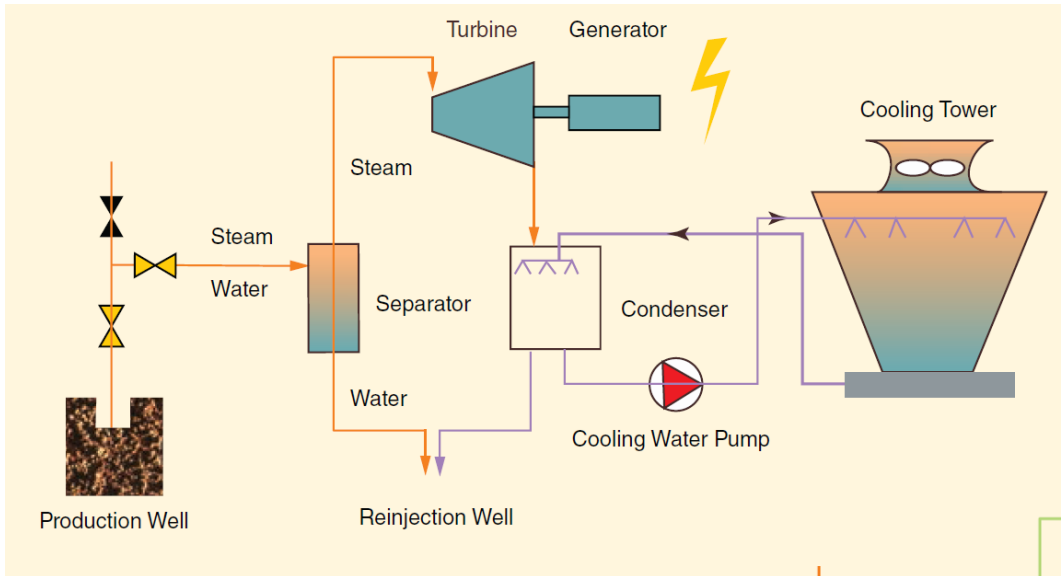 Turbine
Generator
Cooling Tower
Steam
Steam
Water
Separator
Condenser
Water
Cooling Water Pump
Production Well
Reinjection Well